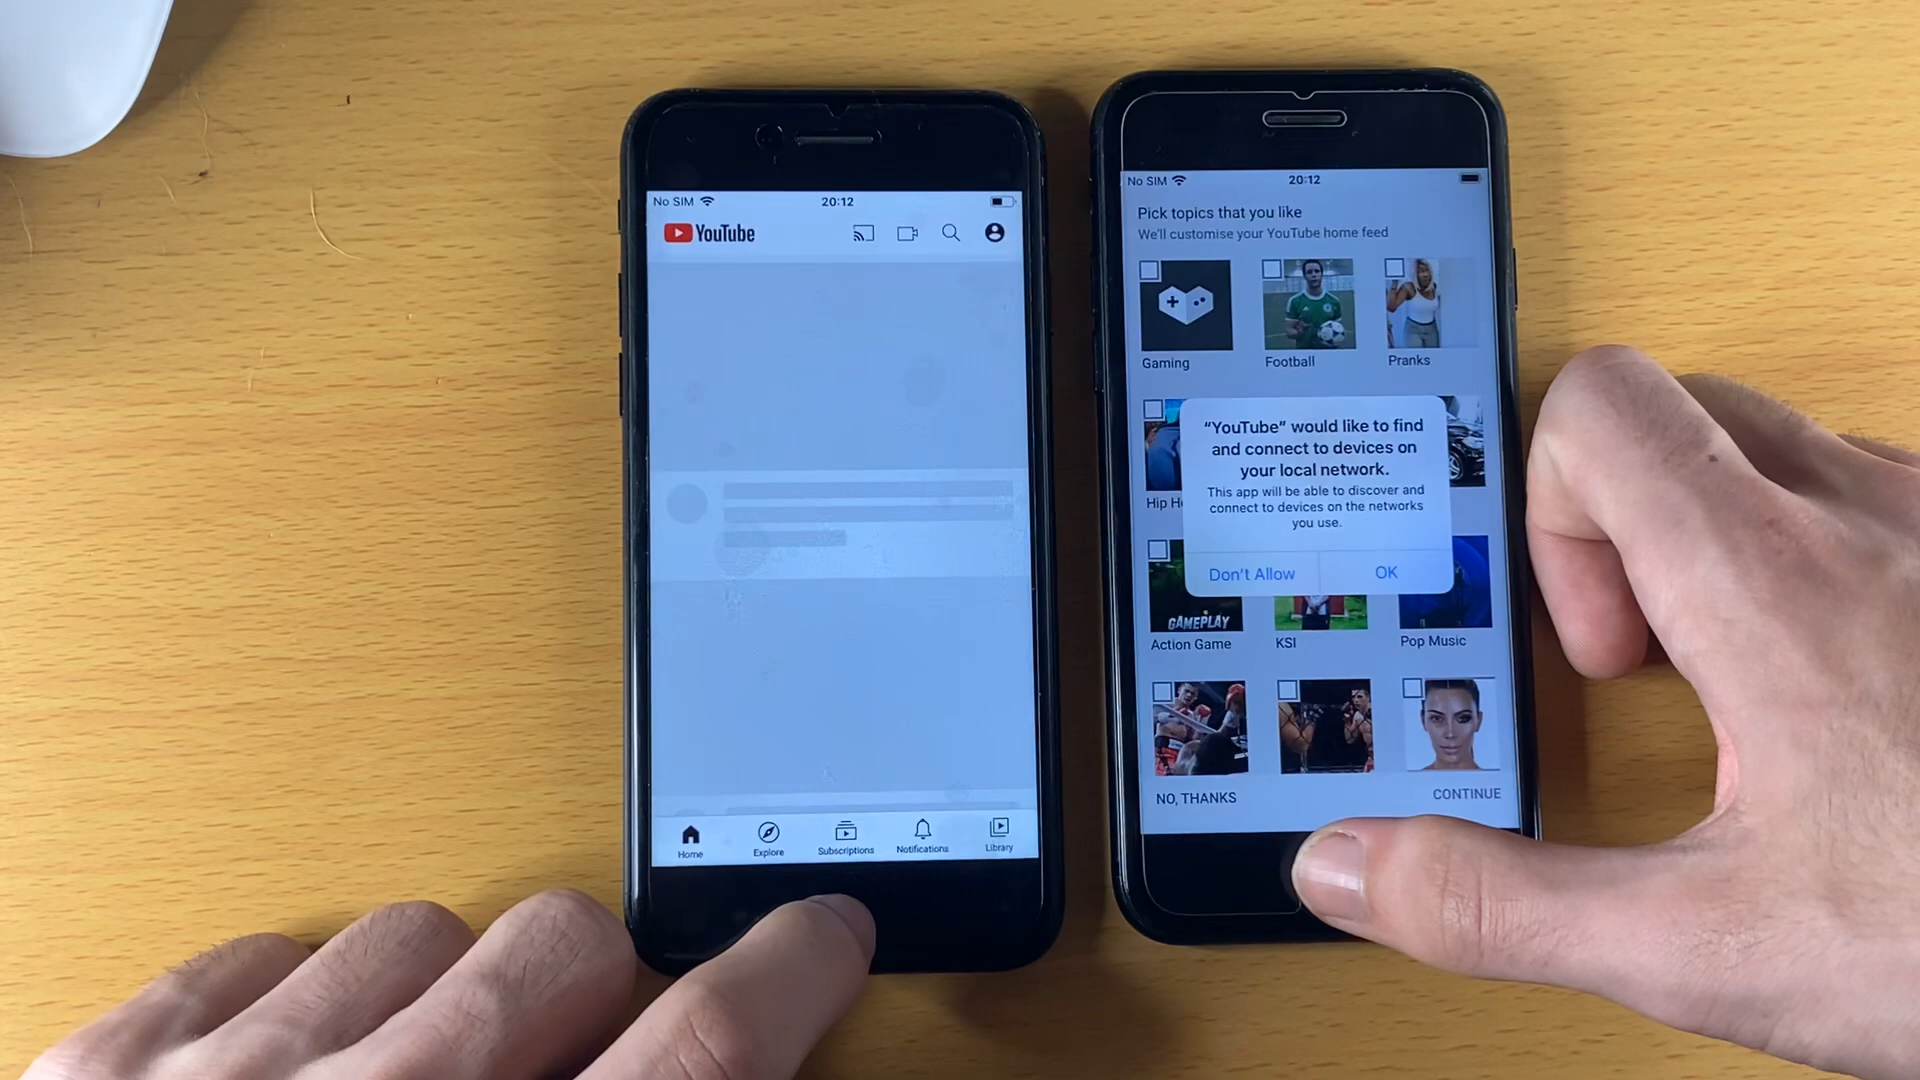 No SIM
20:12
YouTube
Home
Explore
Subscriptions
Notifications
Library
No SIM
20:12
Pick topics that you like
We'll customise your YouTube home feed
Gaming
Football
Pranks
Hip H
“YouTube” would like to find
and connect to devices on
your local network.
This app will be able to discover and
connect to devices on the networks
you use.
Don't Allow
OK
GAMEPLAY
Action Game
KSI
Pop Music
NO, THANKS
CONTINUE